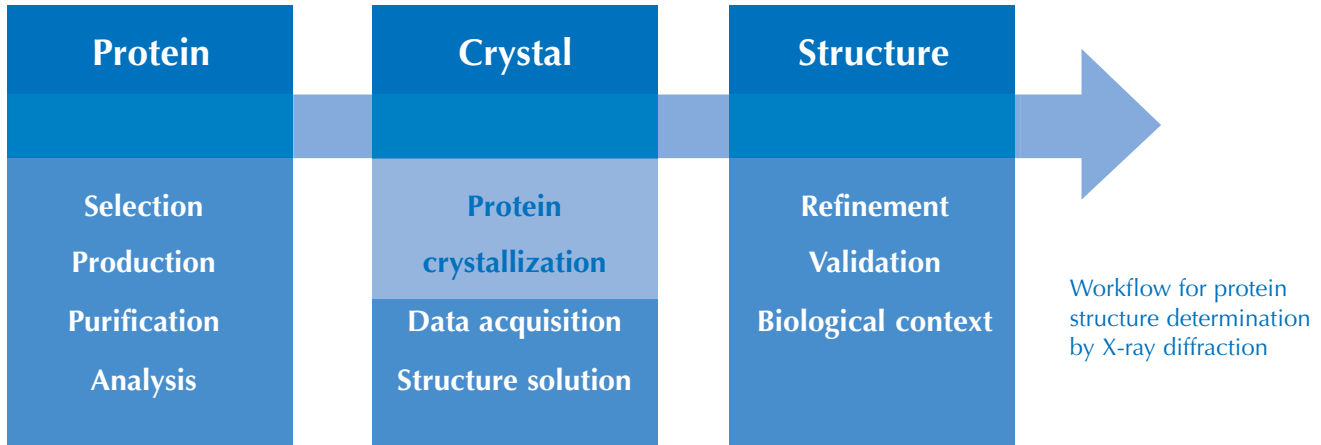 Protein
Selection
Production
Purification
Analysis
Crystal
Protein
crystallization
Data acquisition
Structure solution
Structure
Refinement
Validation
Biological context
Workflow for protein
structure determination
by X-ray diffraction